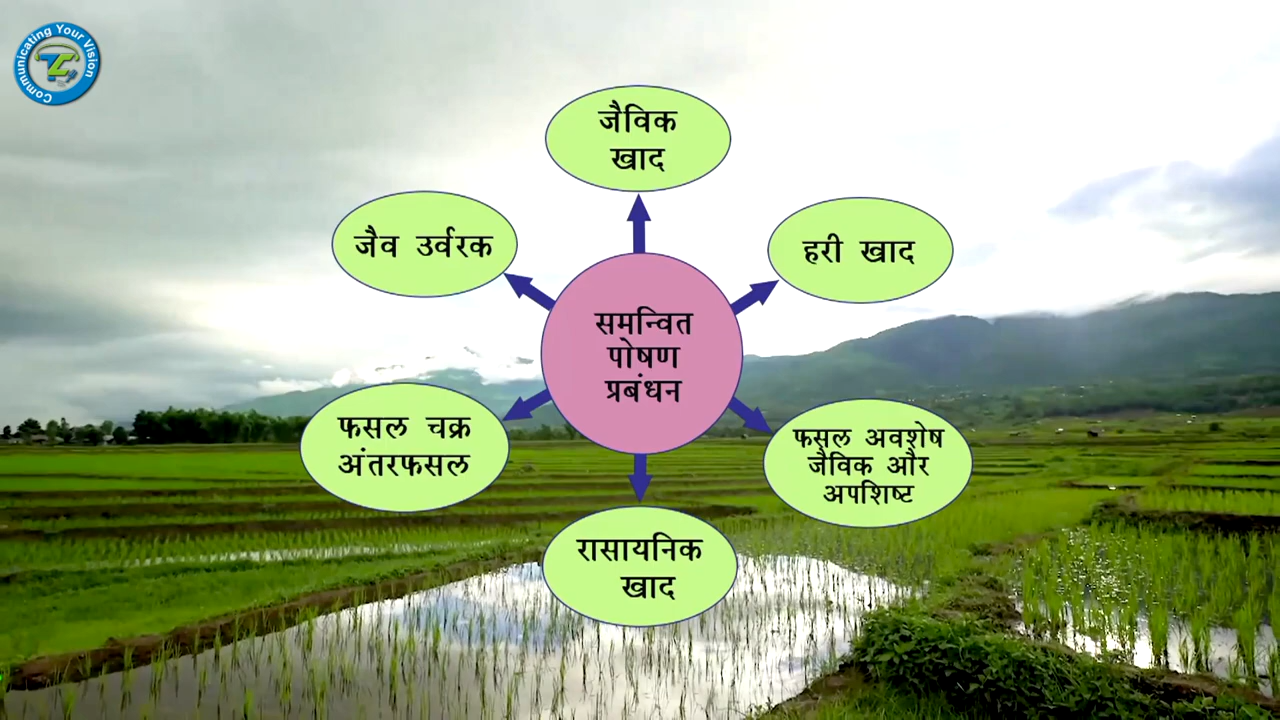 Communicating Your Vision
जैविक
खाद
जैव उर्वरक
हरी खाद
समन्वित
पोषण
प्रबंधन
फसल चक्र
अंतरफसल
फसल अवशेष
जैविक और
अपशिष्ट
रासायनिक
खाद